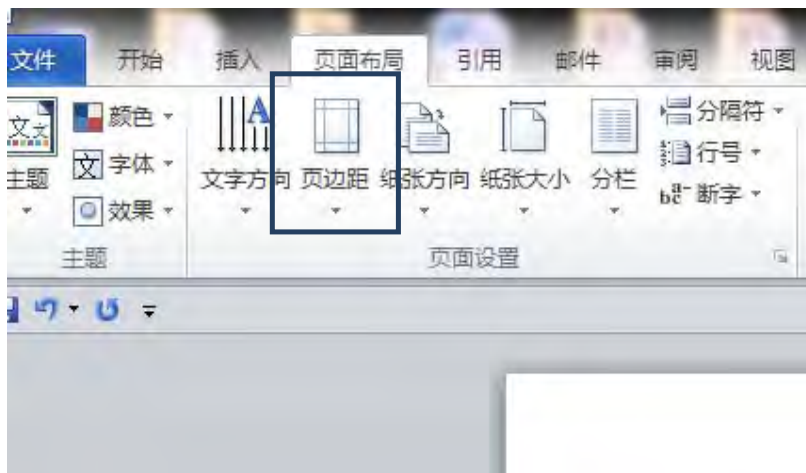 文件 开始 插入 页面布局 引用 邮件 审阅 视图
颜色 分隔符
文文 字体 A 行号
主题 文字方向 页边距 纸张方向 纸张大小 分栏
效果 断字
主题 页面设置